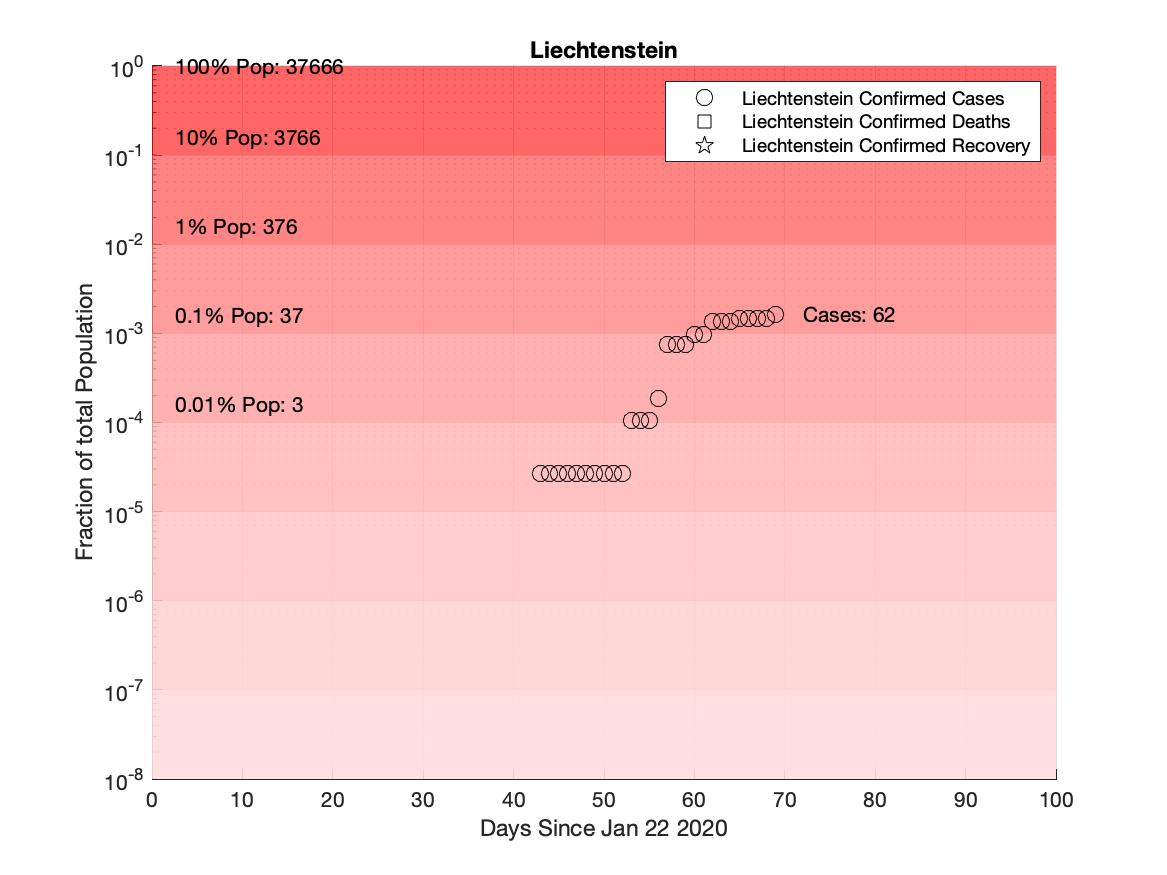 Liechtenstein
10^0
100% Pop: 37666
Liechtenstein Confirmed Cases
Liechtenstein Confirmed Deaths
Liechtenstein Confirmed Recovery
10% Pop: 3766
10^-1
1% Pop: 376
10^-2
0.1% Pop: 37
Cases: 62
10^-3
0.01% Pop: 3
10^-4
10^-5
10^-6
10^-7
10^-8
Fraction of total Population
0 10 20 30 40 50 60 70 80 90 100
Days Since Jan 22 2020